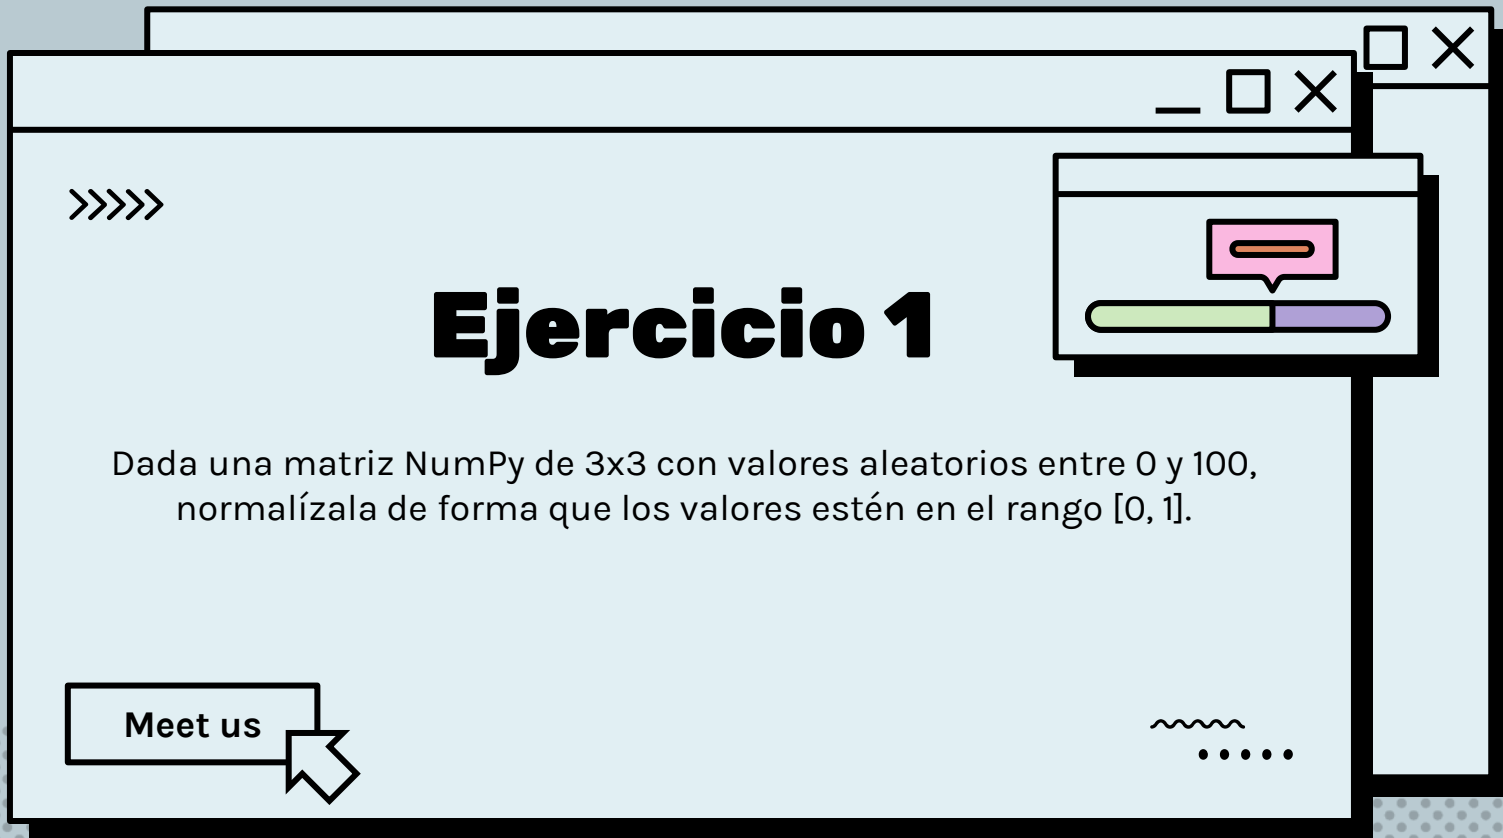 Ejercicio 1
Dada una matriz NumPy de 3x3 con valores aleatorios entre 0 y 100,
normalízala de forma que los valores estén en el rango [0, 1].
Meet us